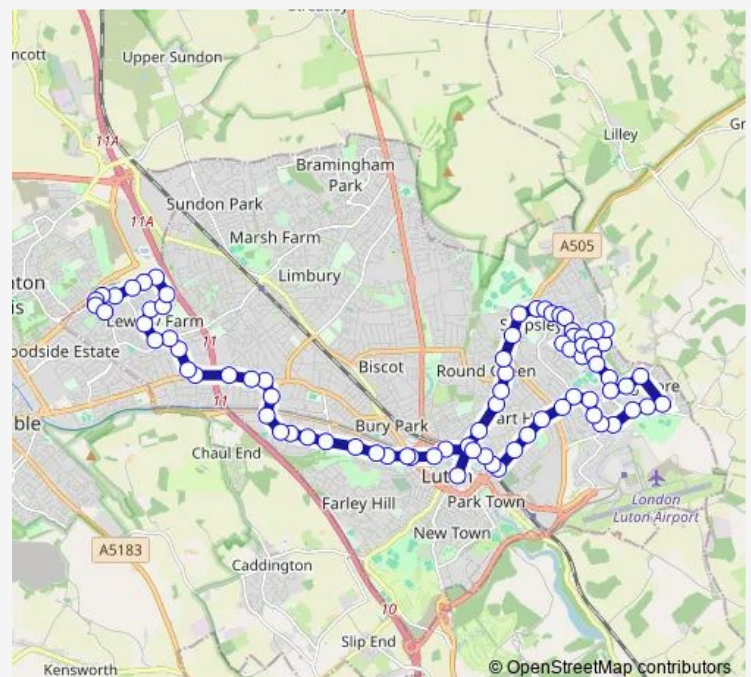 Upper Sundon
11A
Lilley
Bramingham
Park
Sundon Park
11A
A505
Marsh Farm
Limbury
11
Woodside Estate
Biscot
Round Green
11
Bury Park
Chaul End
Luton
Farley Hill
Park Town
London
Luton Airport
New Town
A5183
Caddington
10
Slip End
Kensworth
© OpenStreetMap contributors